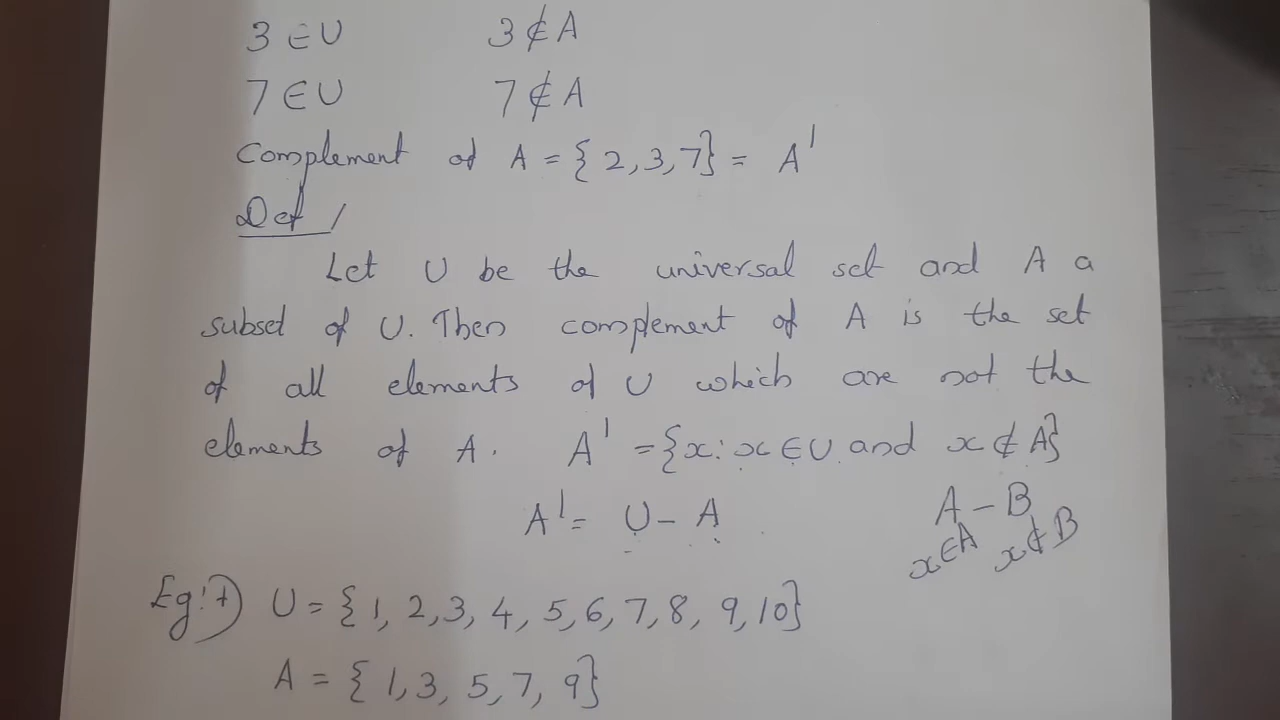 3 ∈ U 3 ∉ A
7 ∈ U 7 ∉ A
Complement of A = {2, 3, 7} = A'
Def /
Let U be the universal set and A a
subset of U. Then complement of A is the set
of all elements of U which are not the
elements of A. A' = {x: x ∈ U and x ∉ A}
A' = U - A
A - B
x ∈ A x ∉ B
Eg: 1) U = {1, 2, 3, 4, 5, 6, 7, 8, 9, 10}
A = {1, 3, 5, 7, 9}